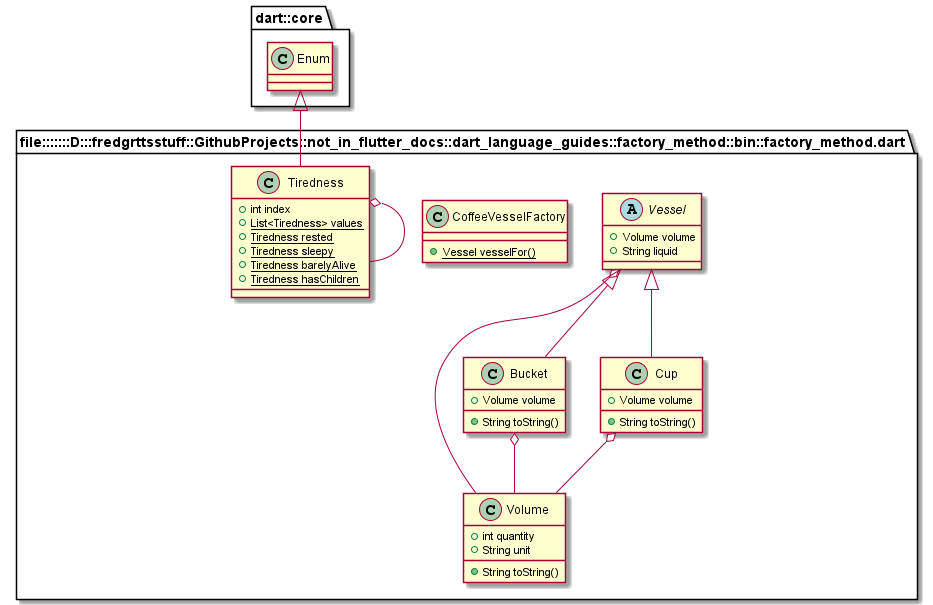 dart::core
C Enum
file:::::::D:::fredgrttsstuff::GithubProjects::not_in_flutter_docs::dart_language_guides::factory_method::bin::factory_method.dart
C Tiredness
int index
List<Tiredness> values
Tiredness rested
Tiredness sleepy
Tiredness barelyAlive
Tiredness hasChildren
C CoffeeVesselFactory
Vessel vesselFor()
A Vessel
Volume volume
String liquid
C Bucket
Volume volume
String toString()
C Cup
Volume volume
String toString()
C Volume
int quantity
String unit
String toString()